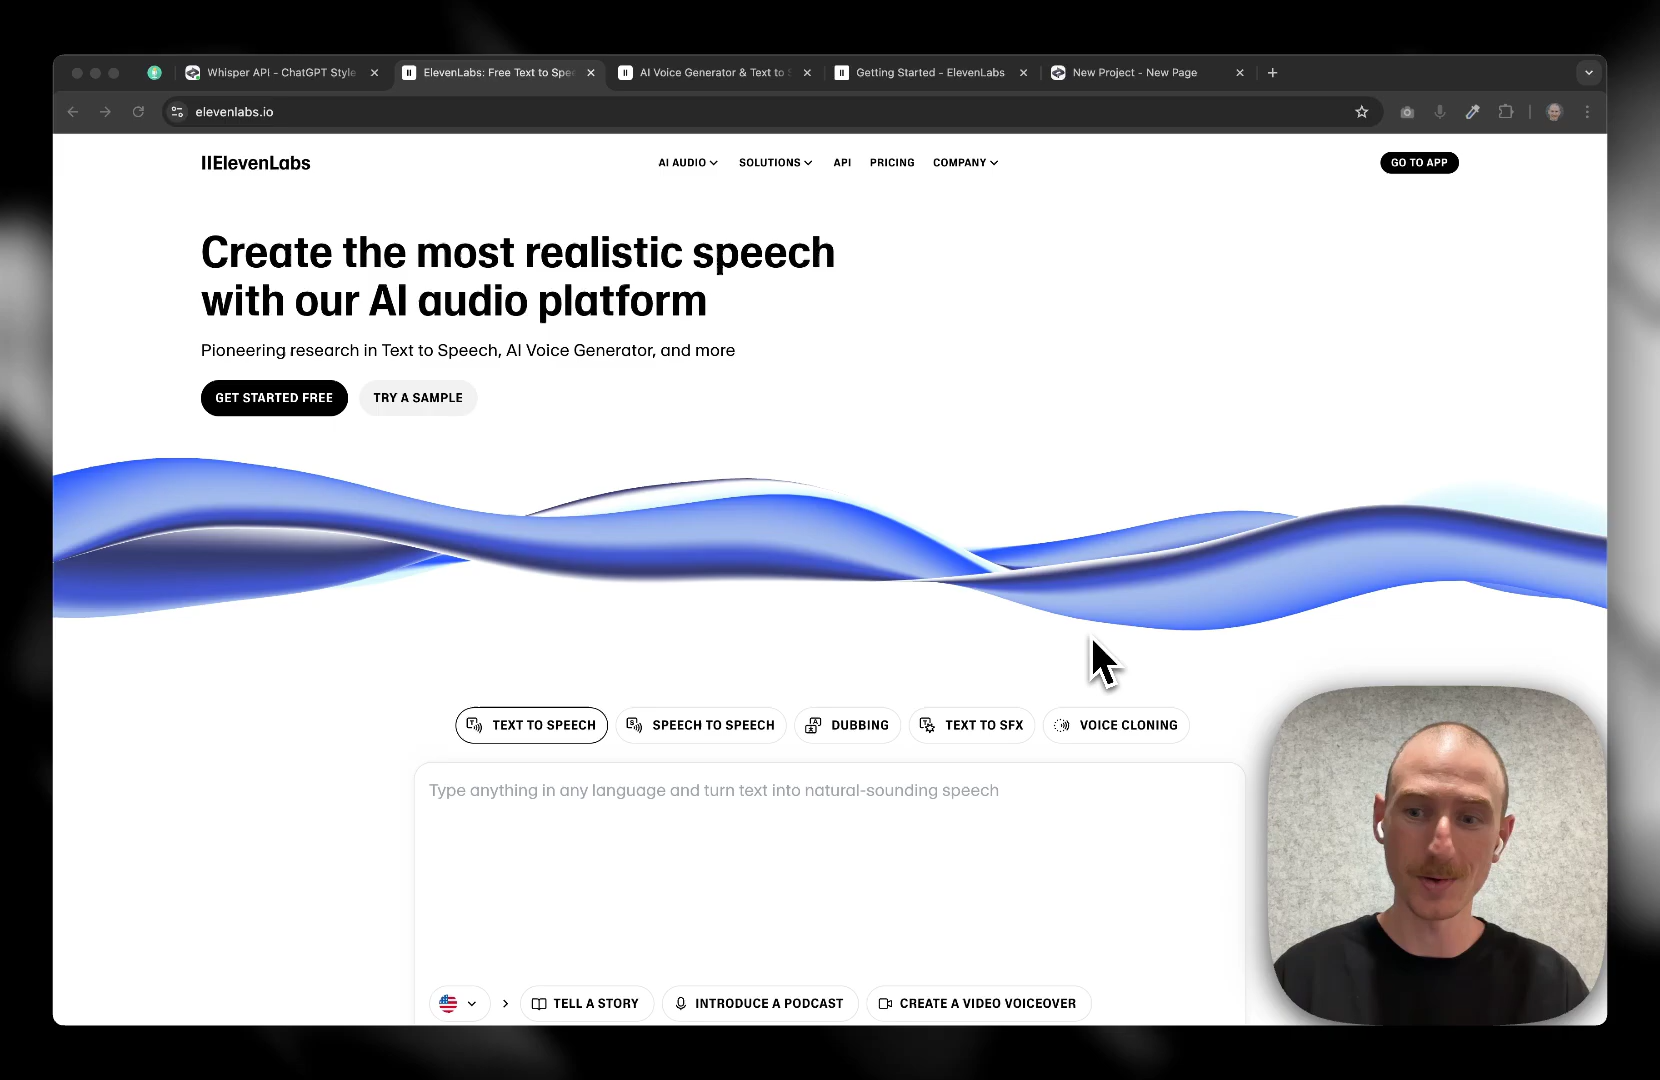 Whisper API - ChatGPT Style
ElevenLabs: Free Text to Spee
AI Voice Generator & Text to S
Getting Started - ElevenLabs
New Project - New Page
elevenlabs.io
IIElevenLabs
AI AUDIO
SOLUTIONS
API
PRICING
COMPANY
GO TO APP
Create the most realistic speech
with our AI audio platform
Pioneering research in Text to Speech, AI Voice Generator, and more
GET STARTED FREE
TRY A SAMPLE
TEXT TO SPEECH
SPEECH TO SPEECH
DUBBING
TEXT TO SFX
VOICE CLONING
Type anything in any language and turn text into natural-sounding speech
TELL A STORY
INTRODUCE A PODCAST
CREATE A VIDEO VOICEOVER